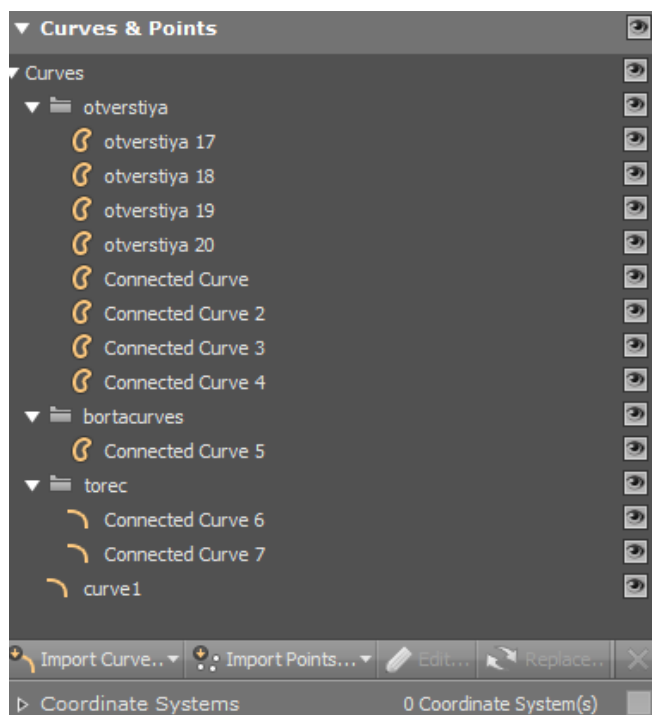 Curves & Points
Curves
otverstiya
otverstiya 17
otverstiya 18
otverstiya 19
otverstiya 20
Connected Curve
Connected Curve 2
Connected Curve 3
Connected Curve 4
bortacurves
Connected Curve 5
torec
Connected Curve 6
Connected Curve 7
curve1
Import Curve.. Import Points... Edit... Replace..
Coordinate Systems 0 Coordinate System(s)